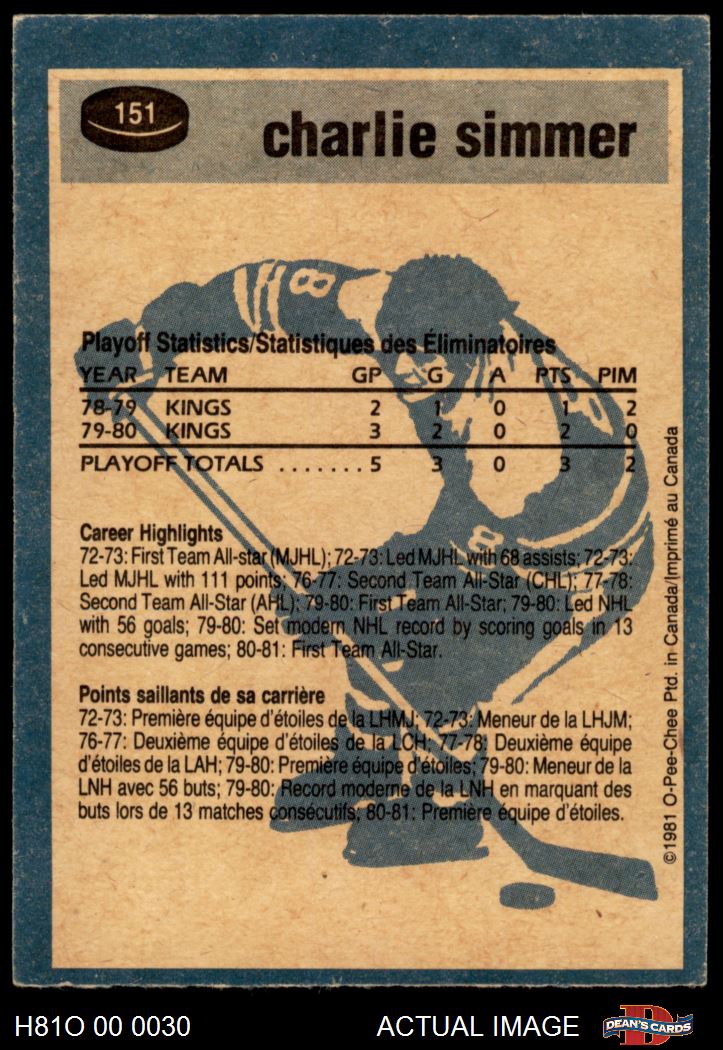 151
charlie simmer
8
Playoff Statistics/Statistiques des Éliminatoires
YEAR TEAM GP G A PTS PIM
78-79 KINGS 2 1 0 1 2
79-80 KINGS 3 2 0 2 0
PLAYOFF TOTALS ....... 5 3 0 3 2
8
Career Highlights
72-73: First Team All-star (MJHL); 72-73: Led MJHL with 68 assists; 72-73:
Led MJHL with 111 points; 76-77: Second Team All-Star (CHL); 77-78:
Second Team All-Star (AHL); 79-80: First Team All-Star; 79-80: Led NHL
with 56 goals; 79-80: Set modern NHL record by scoring goals in 13
consecutive games; 80-81: First Team All-Star.
Points saillants de sa carrière
72-73: Première équipe d'étoiles de la LHMJ; 72-73: Meneur de la LHJM;
76-77: Deuxième équipe d'étoiles de la LCH; 77-78: Deuxième équipe
d'étoiles de la LAH; 79-80: Première équipe d'étoiles; 79-80: Meneur de la
LNH avec 56 buts; 79-80: Record moderne de la LNH en marquant des
buts lors de 13 matches consécutifs; 80-81: Première équipe d'étoiles.
©1981 O-Pee-Chee Ptd. in Canada/Imprimé au Canada
H81O 00 0030 ACTUAL IMAGE
D
DEAN'S CARDS